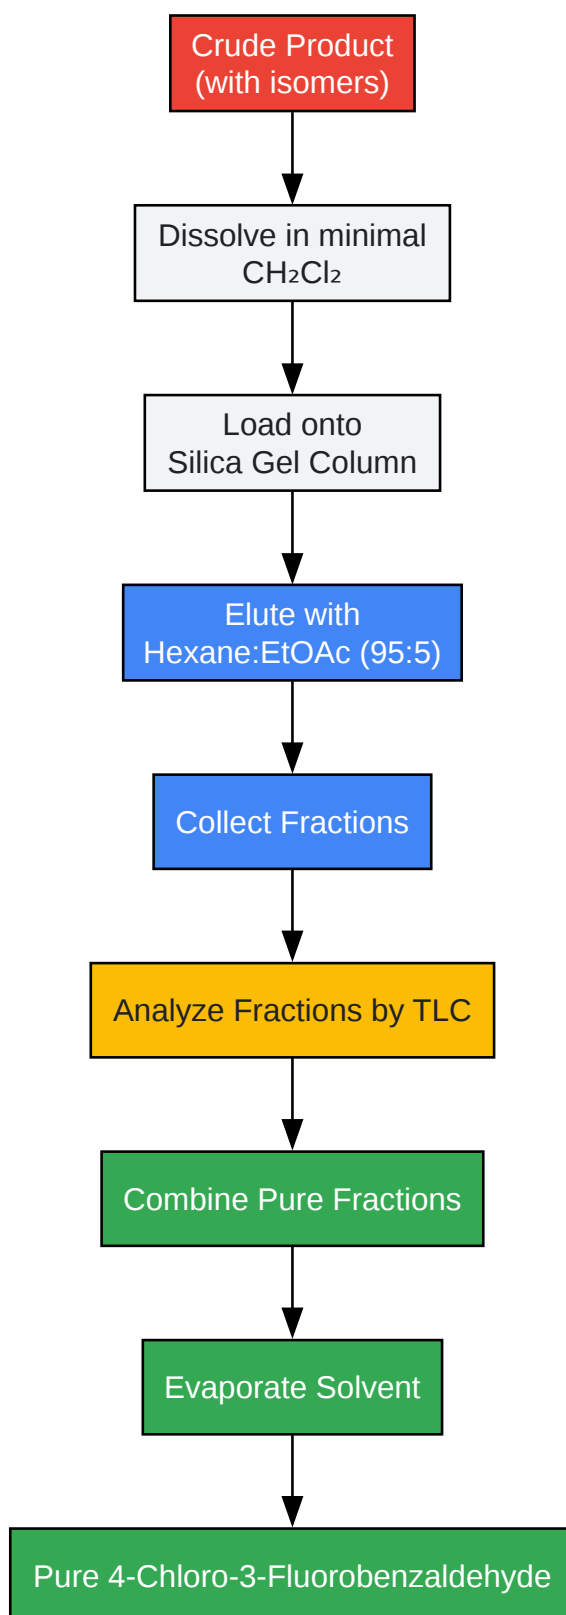 Crude Product
(with isomers)
Dissolve in minimal
CH₂Cl₂
Load onto
Silica Gel Column
Elute with
Hexane:EtOAc (95:5)
Collect Fractions
Analyze Fractions by TLC
Combine Pure Fractions
Evaporate Solvent
Pure 4-Chloro-3-Fluorobenzaldehyde